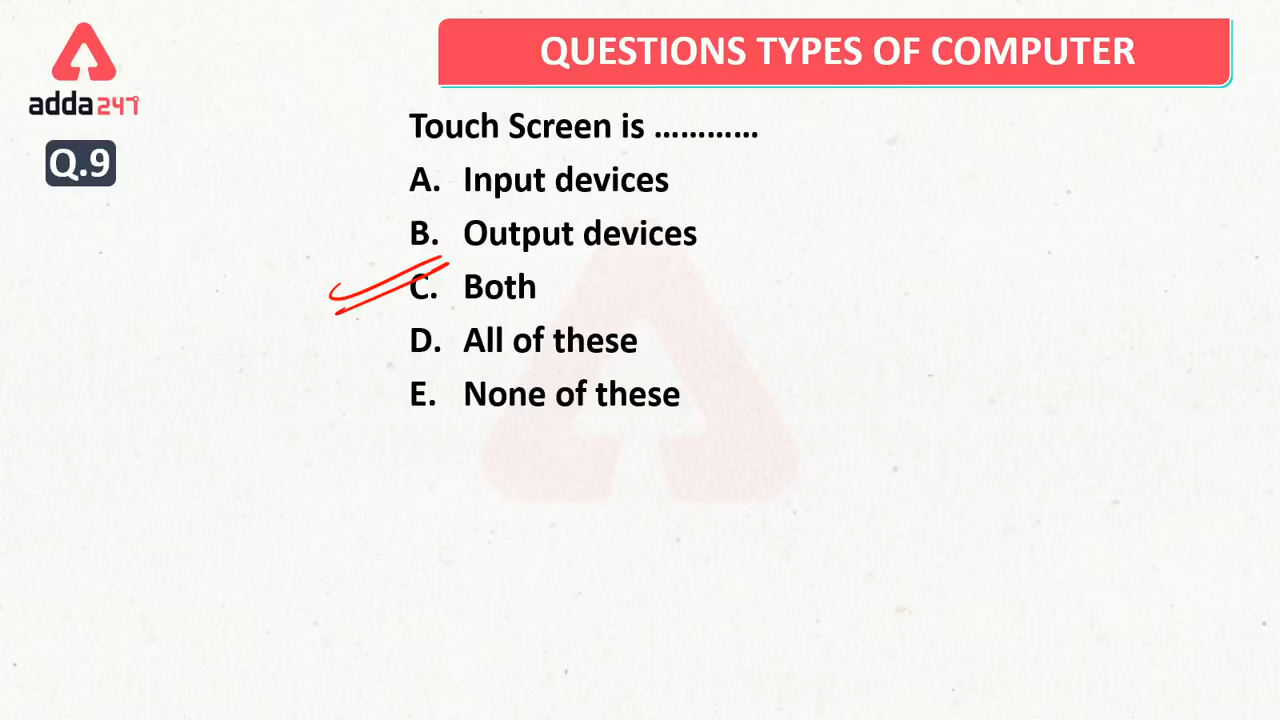 QUESTIONS TYPES OF COMPUTER
adda247
Q.9
Touch Screen is ............
A. Input devices
B. Output devices
C. Both
D. All of these
E. None of these